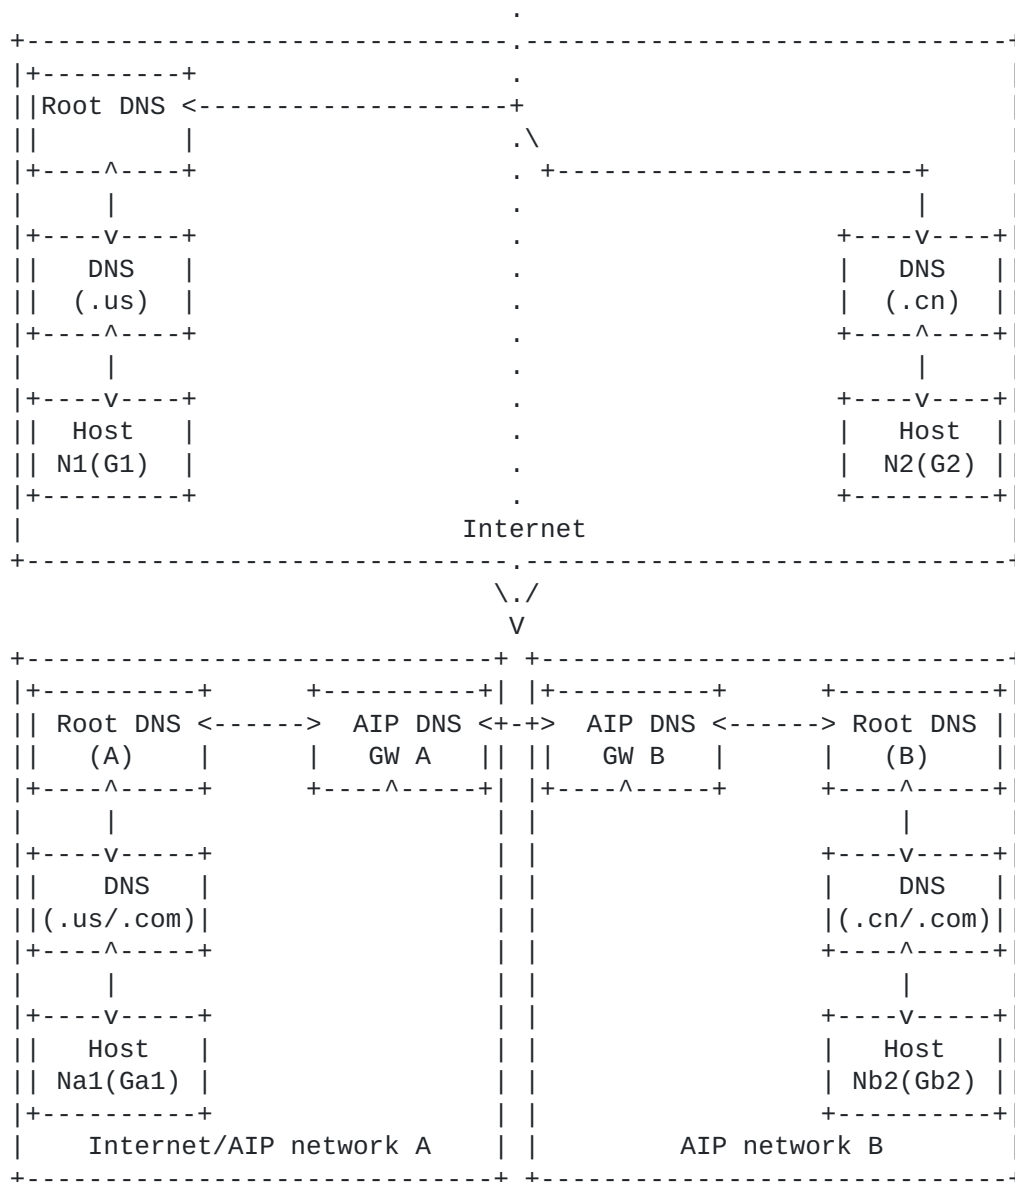 Root DNS
DNS DNS
(.us) (.cn)
Host Host
N1(G1) N2(G2)
Internet
Root DNS AIP DNS AIP DNS Root DNS
(A) GW A GW B (B)
DNS DNS
(.us/.com) (.cn/.com)
Host Host
Na1(Ga1) Nb2(Gb2)
Internet/AIP network A AIP network B